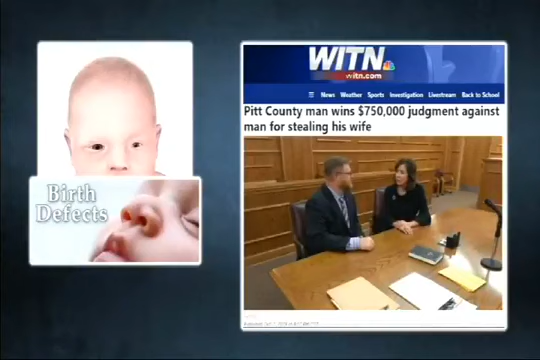 Birth
Defects
WITN
witn.com
News Weather Sports Investigation Livestream Back to School
Pitt County man wins $750,000 judgment against
man for stealing his wife